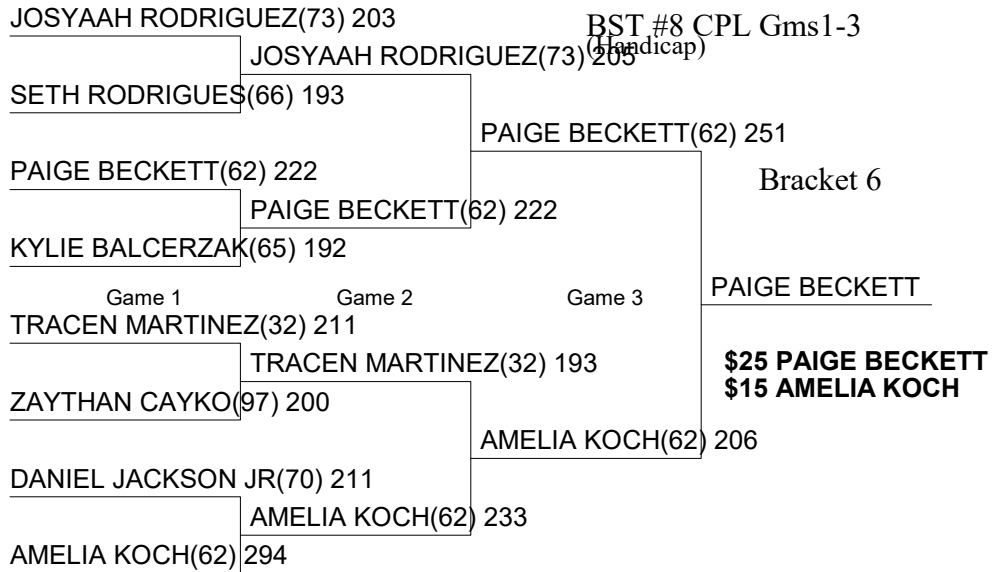 JOSYAAH RODRIGUEZ(73) 203
BST #8 CPL Gms1-3
(Handicap)
JOSYAAH RODRIGUEZ(73) 205
SETH RODRIGUES(66) 193
PAIGE BECKETT(62) 251
PAIGE BECKETT(62) 222
Bracket 6
PAIGE BECKETT(62) 222
KYLIE BALCERZAK(65) 192
PAIGE BECKETT
Game 1
Game 2
Game 3
TRACEN MARTINEZ(32) 211
TRACEN MARTINEZ(32) 193
$25 PAIGE BECKETT
$15 AMELIA KOCH
ZAYTHAN CAYKO(97) 200
AMELIA KOCH(62) 206
DANIEL JACKSON JR(70) 211
AMELIA KOCH(62) 233
AMELIA KOCH(62) 294